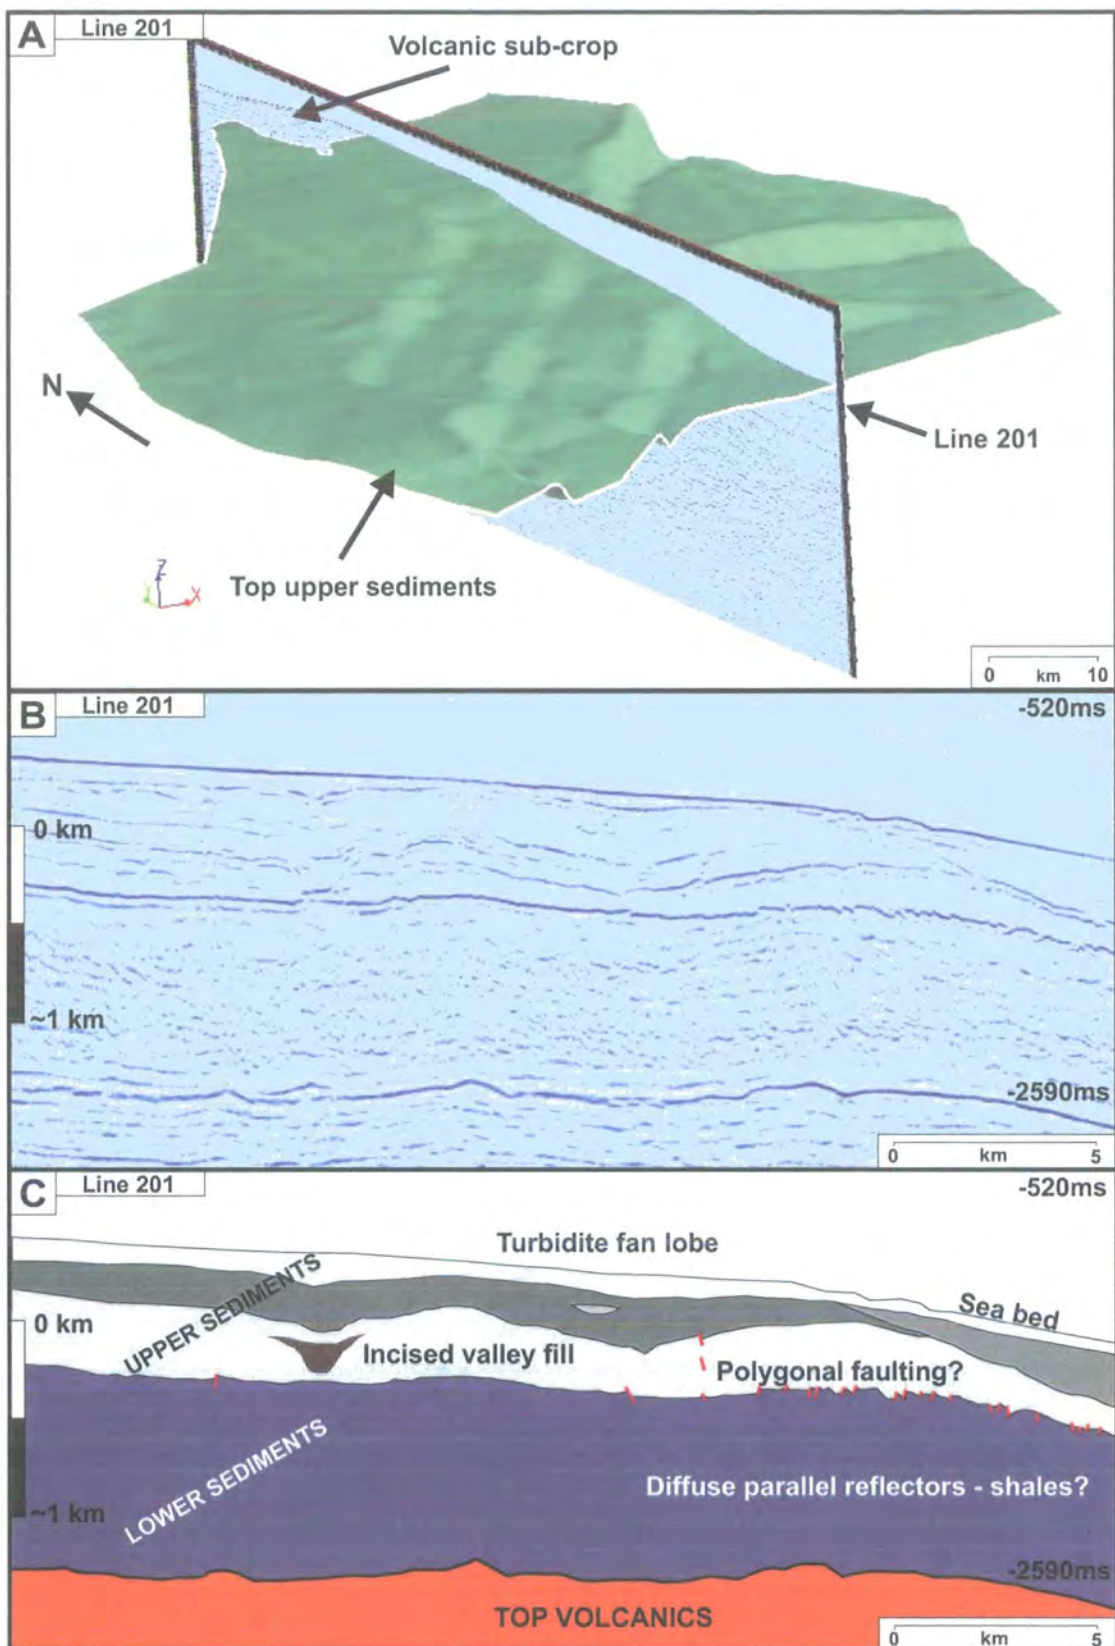 A
Line 201
Volcanic sub-crop
N
Line 201
Top upper sediments
Z
Y
X
0 km 10
B
Line 201
-520ms
0 km
~1 km
-2590ms
0 km 5
C
Line 201
-520ms
Turbidite fan lobe
UPPER SEDIMENTS
Sea bed
0 km
Incised valley fill
Polygonal faulting?
LOWER SEDIMENTS
Diffuse parallel reflectors - shales?
~1 km
-2590ms
TOP VOLCANICS
0 km 5